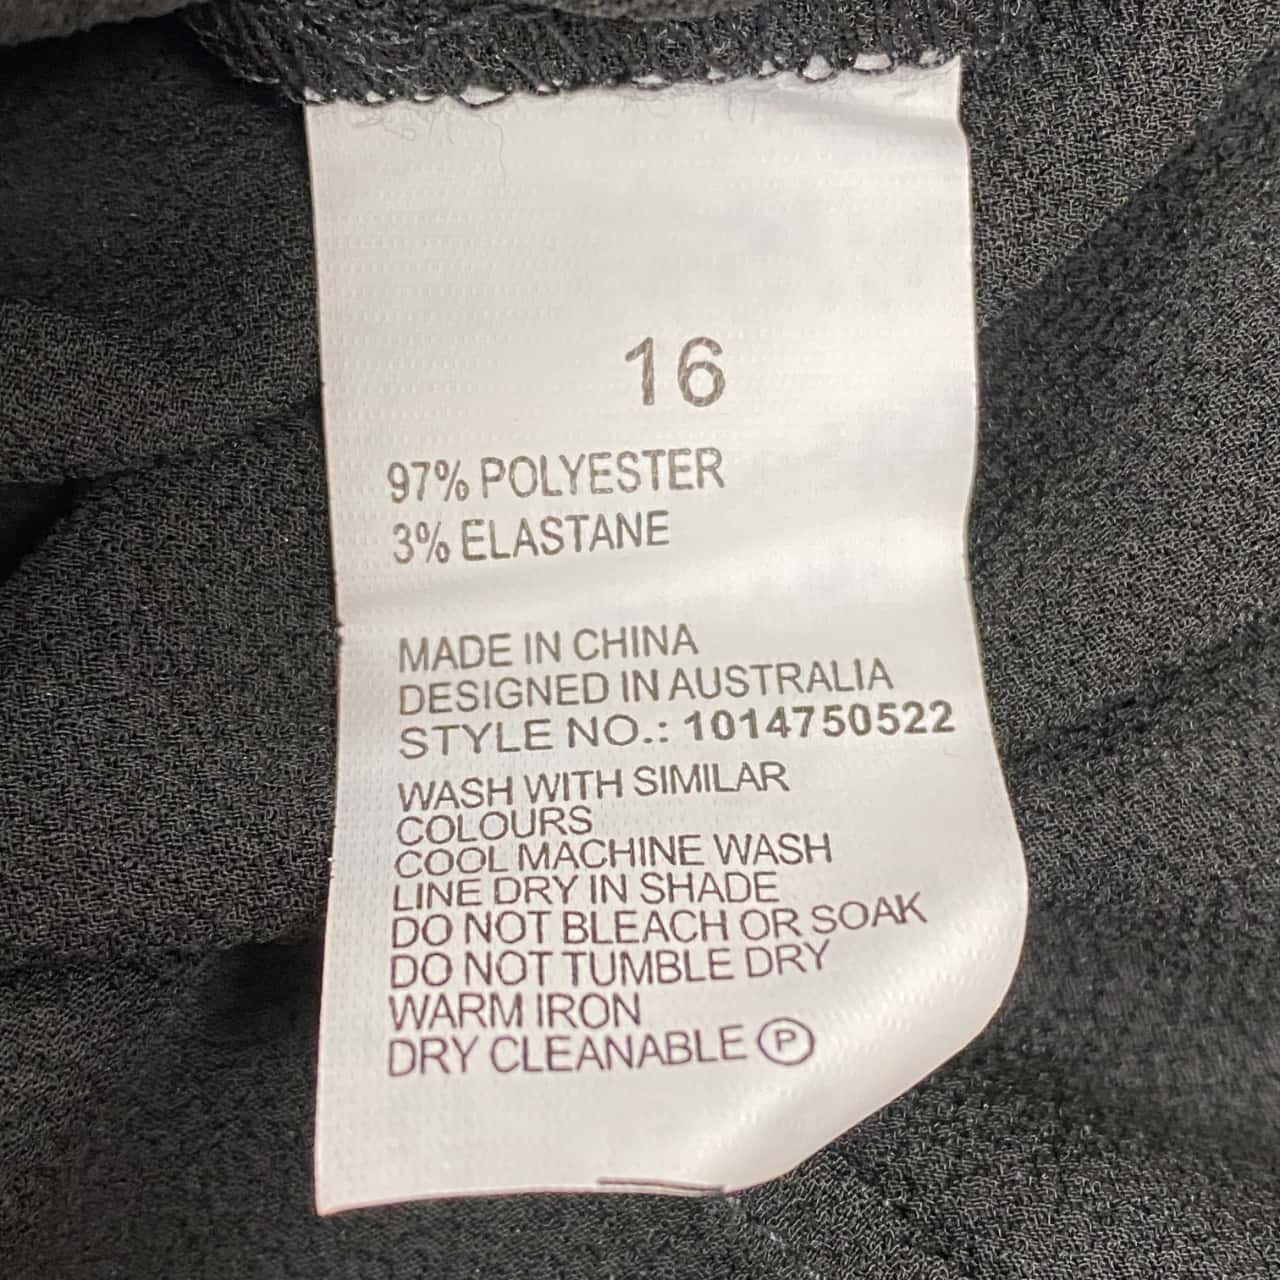 16
97% POLYESTER
3% ELASTANE
MADE IN CHINA
DESIGNED IN AUSTRALIA
STYLE NO.: 1014750522
WASH WITH SIMILAR
COLOURS
COOL MACHINE WASH
LINE DRY IN SHADE
DO NOT BLEACH OR SOAK
DO NOT TUMBLE DRY
WARM IRON
DRY CLEANABLE Ⓟ